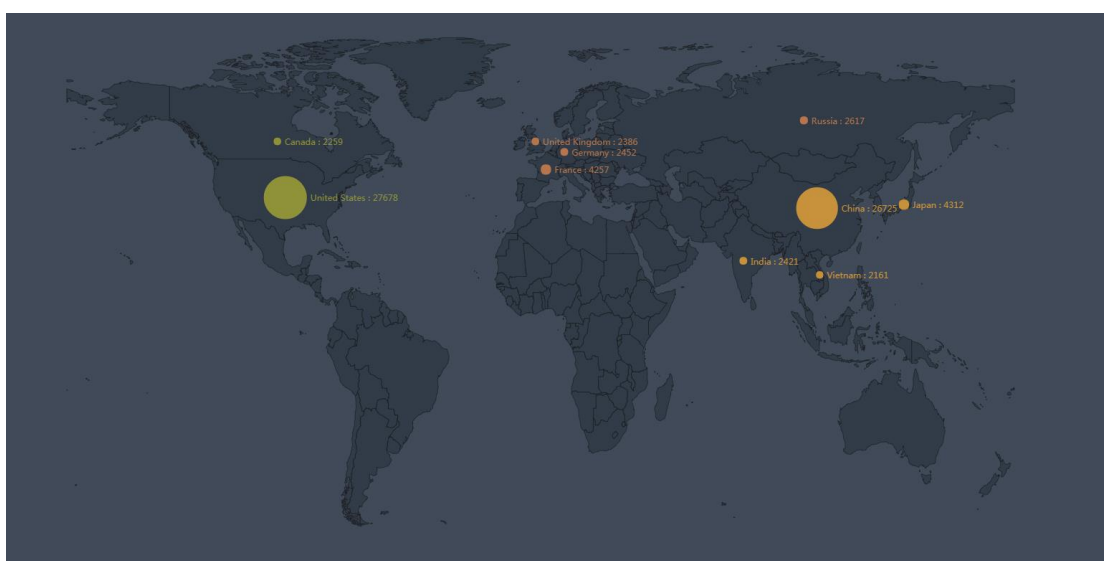 Russia : 2617
Canada : 2259
United Kingdom : 2386
Germany : 2452
France : 4257
United States : 27678
China : 26725
Japan : 4312
India : 2421
Vietnam : 2161